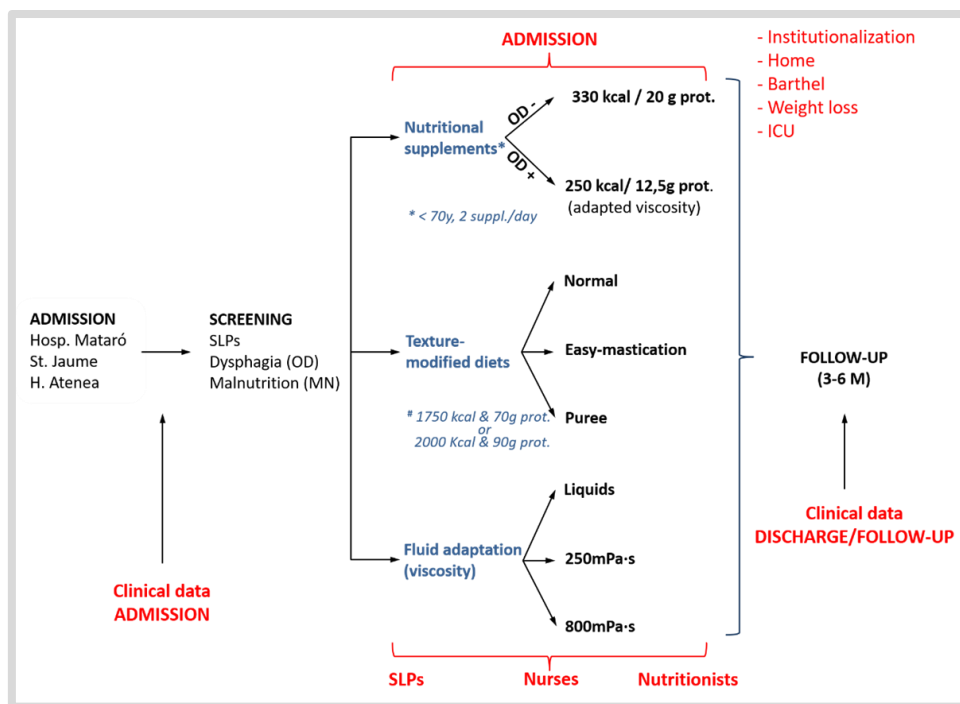 ADMISSION
- Institutionalization
- Home
- Barthel
- Weight loss
- ICU
OD -
330 kcal / 20 g prot.
Nutritional
supplements*
OD +
250 kcal/ 12,5g prot.
(adapted viscosity)
* < 70y, 2 suppl./day
Normal
ADMISSION
Hosp. Mataró
St. Jaume
H. Atenea
SCREENING
SLPs
Dysphagia (OD)
Malnutrition (MN)
Texture-
modified diets
Easy-mastication
FOLLOW-UP
(3-6 M)
# 1750 kcal & 70g prot.
or
2000 Kcal & 90g prot.
Puree
Liquids
Fluid adaptation
(viscosity)
250mPa·s
800mPa·s
Clinical data
DISCHARGE/FOLLOW-UP
Clinical data
ADMISSION
SLPs
Nurses
Nutritionists